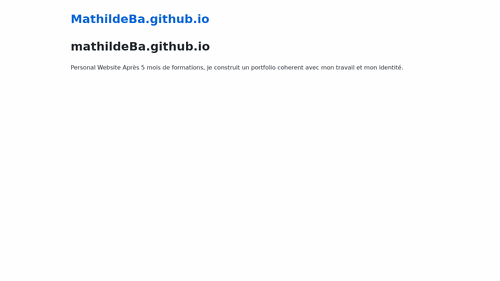 MathildeBa.github.io
mathildeBa.github.io
Personal Website Après 5 mois de formations, je construit un portfolio coherent avec mon travail et mon identité.